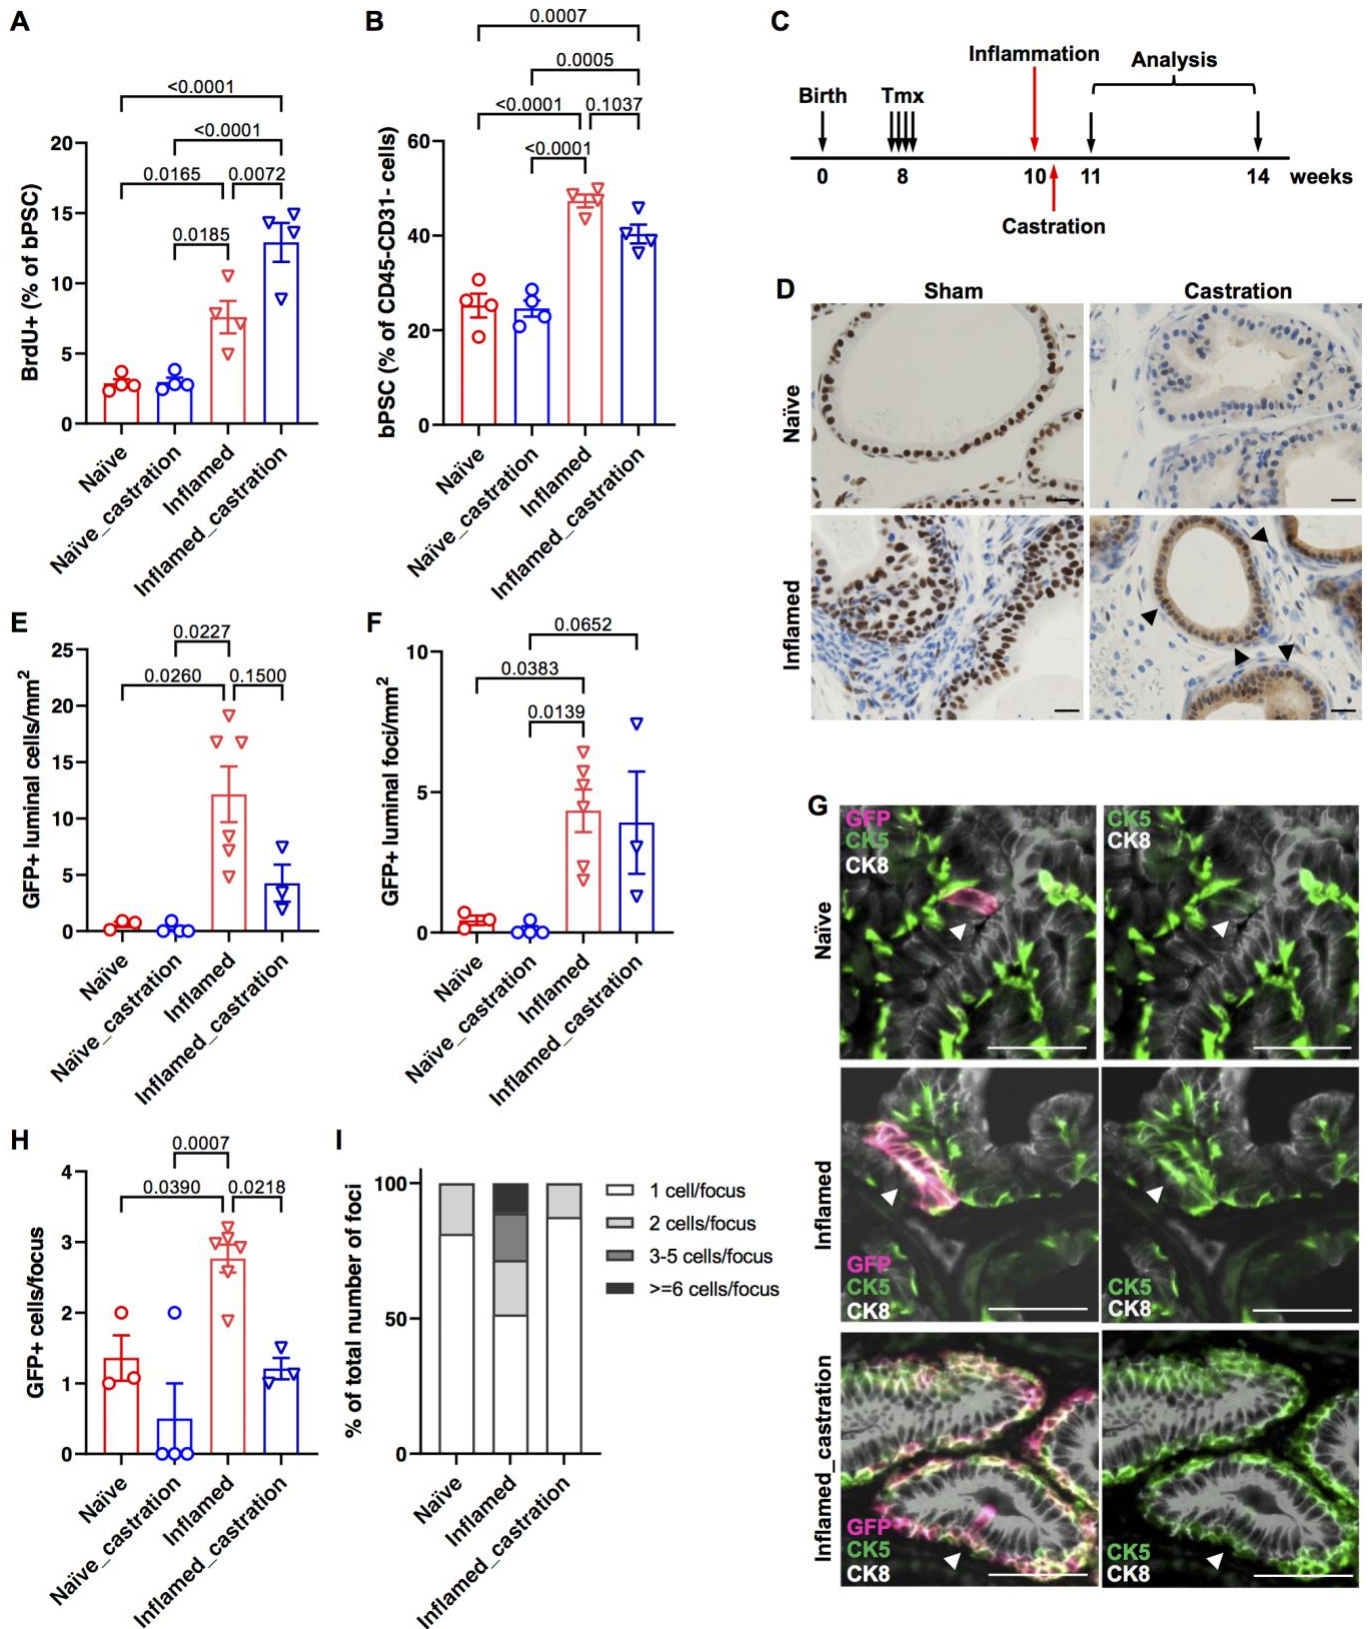 A
<0.0001
<0.0001
0.0165
0.0072
0.0185
BrdU+ (% of bPSC)
20
15
10
5
0
Naïve
Naïve_castration
Inflamed
Inflamed_castration
B
0.0007
0.0005
<0.0001
0.1037
<0.0001
bPSC (% of CD45-CD31- cells)
60
40
20
0
Naïve
Naïve_castration
Inflamed
Inflamed_castration
C
Inflammation
Analysis
Birth
Tmx
0
8
10
11
14
weeks
Castration
D
Sham
Castration
Naïve
Inflamed
E
0.0227
0.0260
0.1500
GFP+ luminal cells/mm²
25
20
15
10
5
0
Naïve
Naïve_castration
Inflamed
Inflamed_castration
F
0.0652
0.0383
0.0139
GFP+ luminal foci/mm²
10
5
0
Naïve
Naïve_castration
Inflamed
Inflamed_castration
G
Naïve
GFP
CK5
CK8
CK5
CK8
Inflamed
GFP
CK5
CK8
CK5
CK8
Inflamed_castration
GFP
CK5
CK8
CK5
CK8
H
0.0007
0.0390
0.0218
GFP+ cells/focus
4
3
2
1
0
Naïve
Naïve_castration
Inflamed
Inflamed_castration
I
% of total number of foci
100
50
0
Naïve
Inflamed
Inflamed_castration
1 cell/focus
2 cells/focus
3-5 cells/focus
>=6 cells/focus